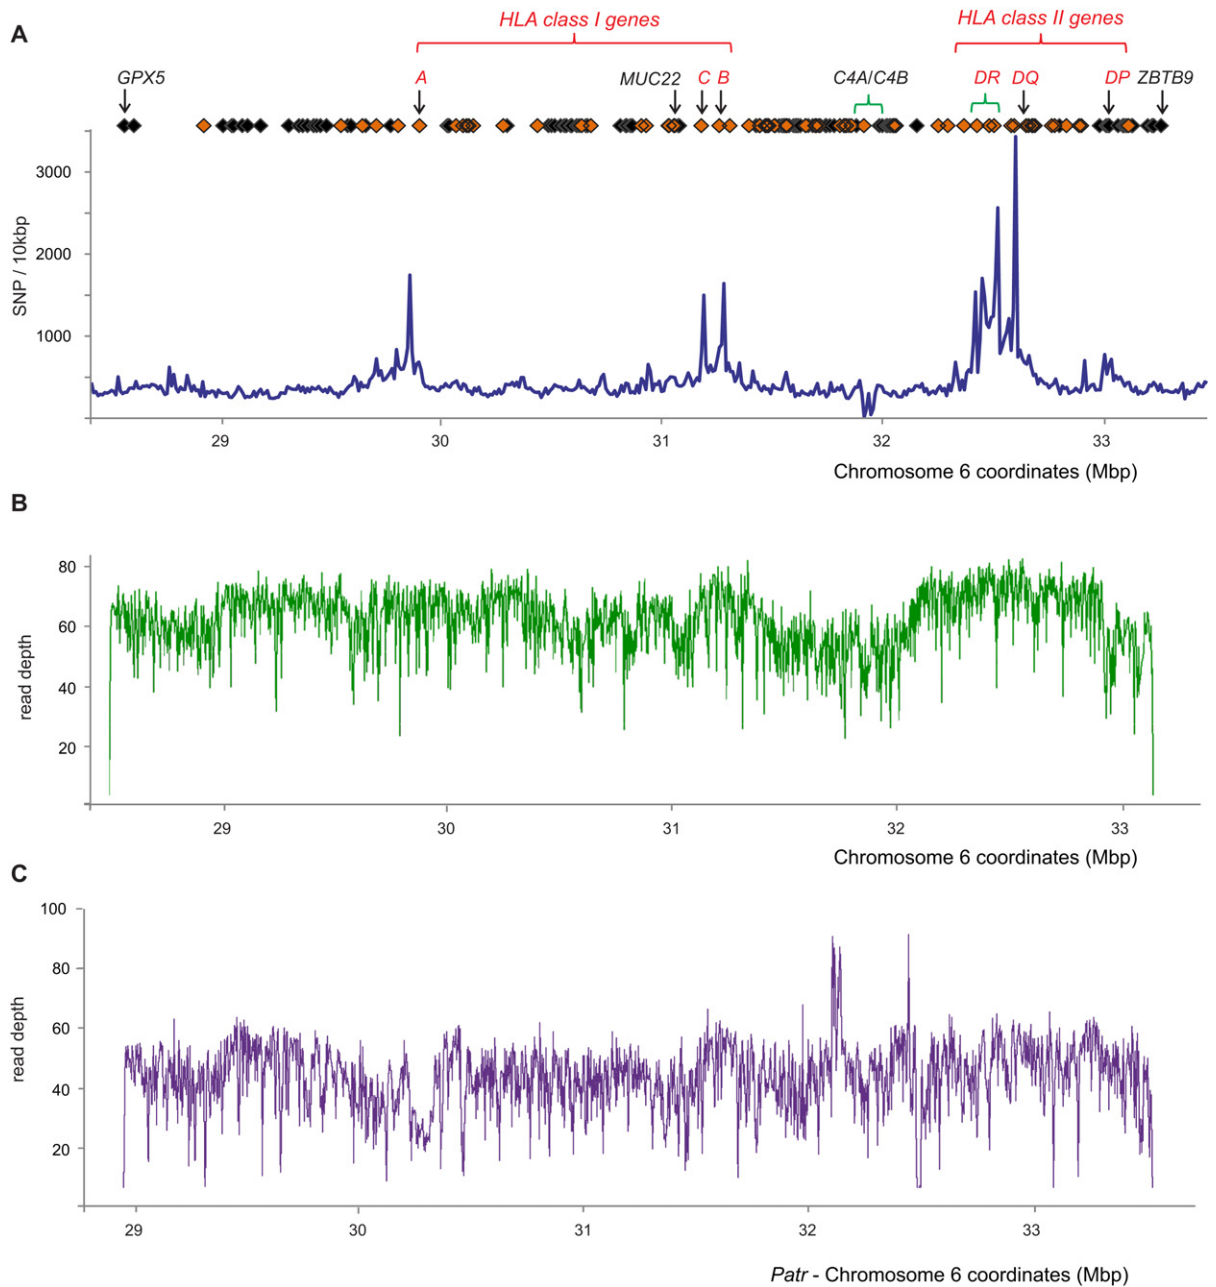 A
HLA class I genes
HLA class II genes
GPX5
A
MUC22
C
B
C4A/C4B
DR
DQ
DP
ZBTB9
SNP / 10kbp
3000
2000
1000
29
30
31
32
33
Chromosome 6 coordinates (Mbp)
B
read depth
80
60
40
20
29
30
31
32
33
Chromosome 6 coordinates (Mbp)
C
read depth
100
80
60
40
20
29
30
31
32
33
Patr - Chromosome 6 coordinates (Mbp)